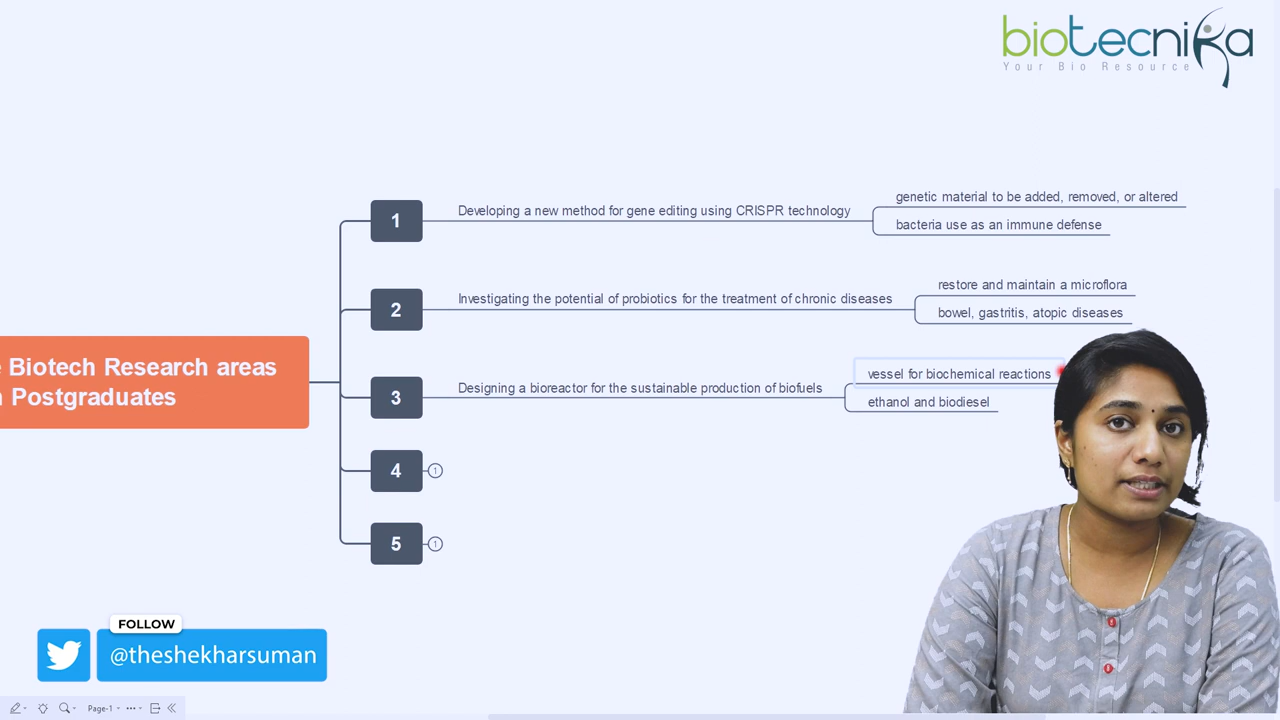 biotecnika
Your Bio Resource
1
Developing a new method for gene editing using CRISPR technology
genetic material to be added, removed, or altered
bacteria use as an immune defense
2
Investigating the potential of probiotics for the treatment of chronic diseases
restore and maintain a microflora
bowel, gastritis, atopic diseases
Biotech Research areas
Postgraduates
3
Designing a bioreactor for the sustainable production of biofuels
vessel for biochemical reactions
ethanol and biodiesel
4
1
5
1
FOLLOW
@theshekharsuman
Page-1